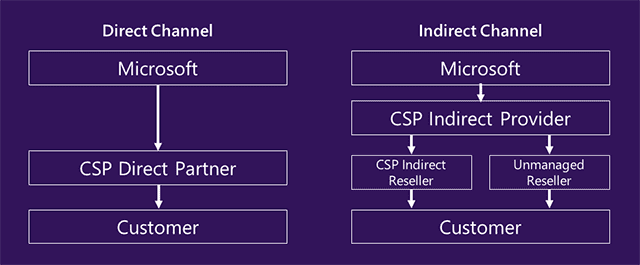 Direct Channel
Microsoft
CSP Direct Partner
Customer
Indirect Channel
Microsoft
CSP Indirect Provider
CSP Indirect
Reseller
Unmanaged
Reseller
Customer